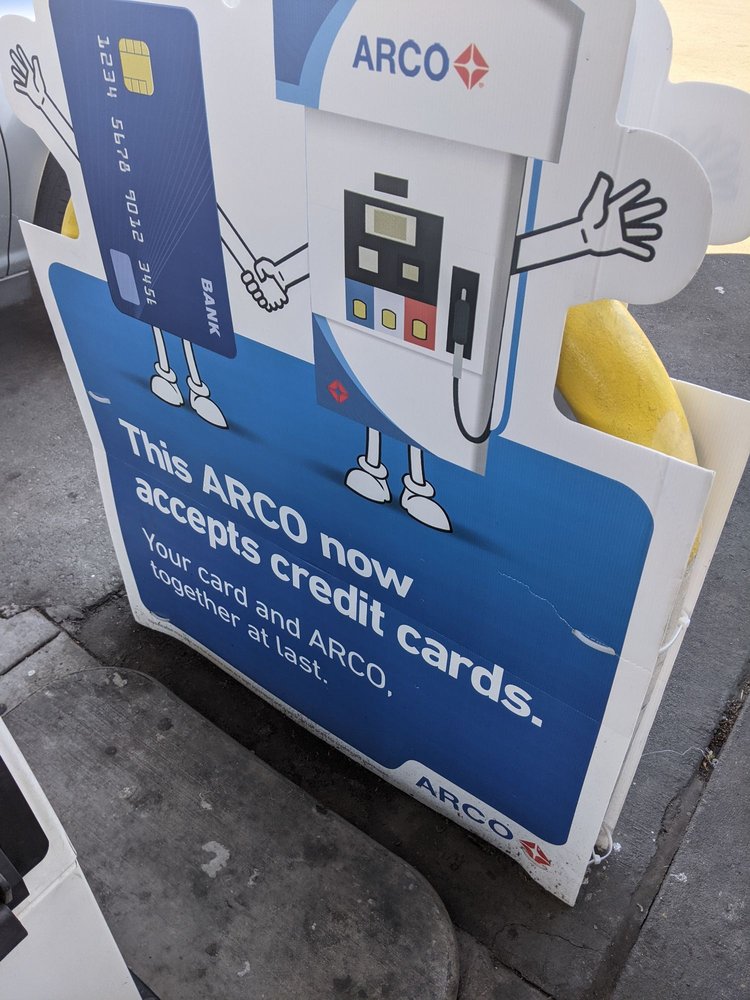 ARCO
1234 5678 9012 3456
BANK
This ARCO now
accepts credit cards.
Your card and ARCO,
together at last.
ARCO